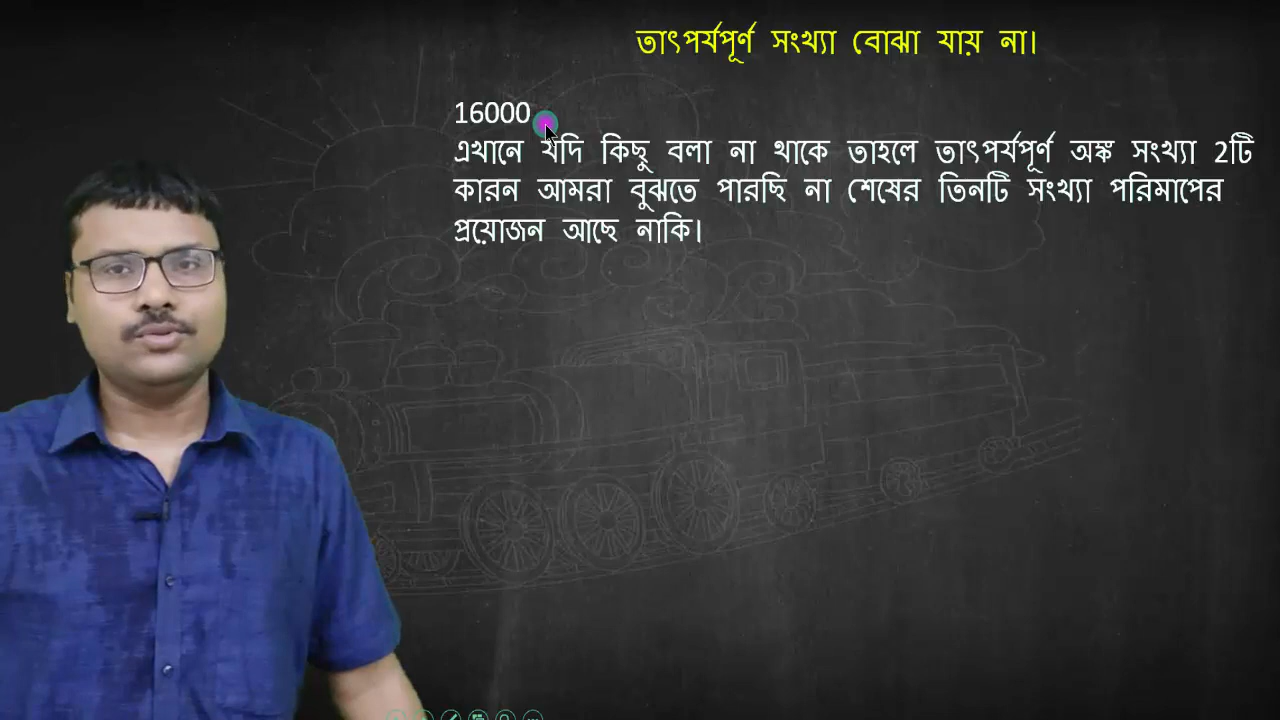 তাৎপর্যপূর্ণ সংখ্যা বোঝা যায় না।
16000
এখানে যদি কিছু বলা না থাকে তাহলে তাৎপর্যপূর্ণ অঙ্ক সংখ্যা 2টি
কারন আমরা বুঝতে পারছি না শেষের তিনটি সংখ্যা পরিমাপের
প্রয়োজন আছে নাকি।